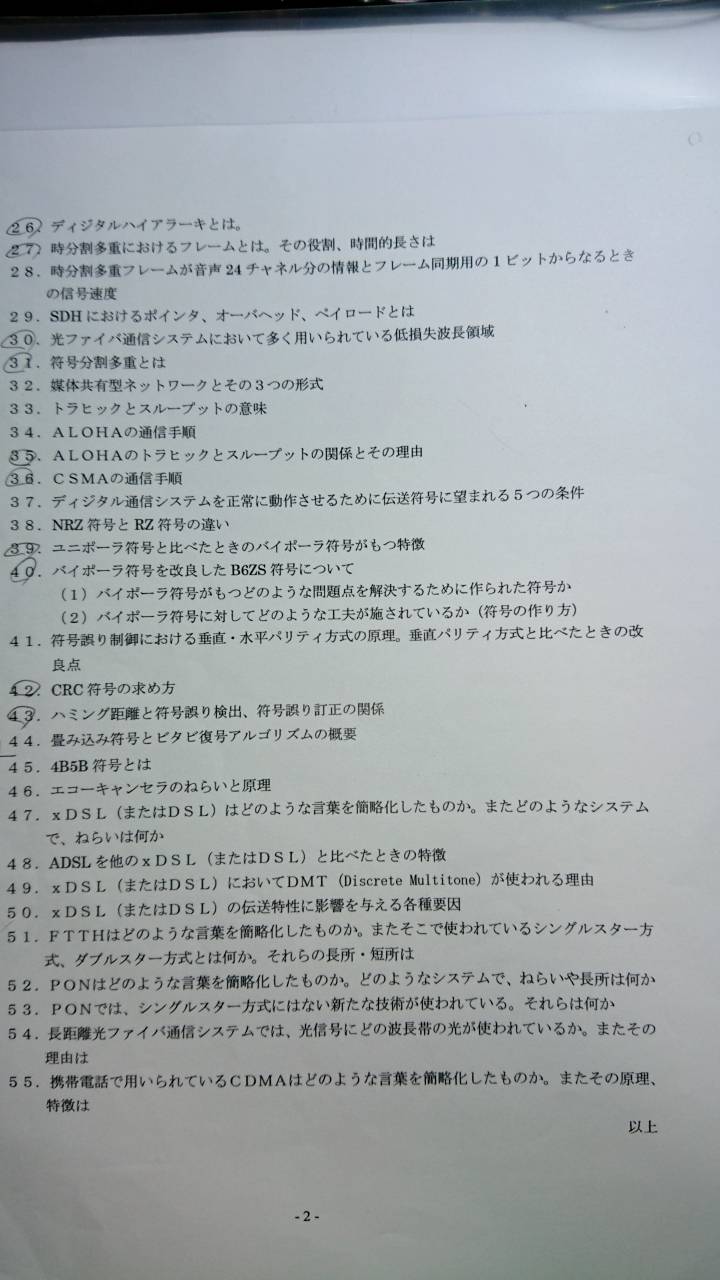 ２６．ディジタルハイアラーキとは。
２７．時分割多重におけるフレームとは。その役割、時間的長さは
２８．時分割多重フレームが音声 24 チャネル分の情報とフレーム同期用の１ビットからなるとき
の信号速度
２９．SDH におけるポインタ、オーバヘッド、ペイロードとは
３０．光ファイバ通信システムにおいて多く用いられている低損失波長領域
３１．符号分割多重とは
３２．媒体共有型ネットワークとその３つの形式
３３．トラヒックとスループットの意味
３４．ＡＬＯＨＡの通信手順
３５．ＡＬＯＨＡのトラヒックとスループットの関係とその理由
３６．ＣＳＭＡの通信手順
３７．ディジタル通信システムを正常に動作させるために伝送符号に望まれる５つの条件
３８．NRZ 符号と RZ 符号の違い
３９．ユニポーラ符号と比べたときのバイポーラ符号がもつ特徴
４０．バイポーラ符号を改良した B6ZS 符号について
（１）バイポーラ符号がもつどのような問題点を解決するために作られた符号か
（２）バイポーラ符号に対してどのような工夫が施されているか（符号の作り方）
４１．符号誤り制御における垂直・水平パリティ方式の原理。垂直パリティ方式と比べたときの改
良点
４２．CRC 符号の求め方
４３．ハミング距離と符号誤り検出、符号誤り訂正の関係
４４．畳み込み符号とビタビ復号アルゴリズムの概要
４５．4B5B 符号とは
４６．エコーキャンセラのねらいと原理
４７．ｘＤＳＬ（またはＤＳＬ）はどのような言葉を簡略化したものか。またどのようなシステム
で、ねらいは何か
４８．ADSL を他のｘＤＳＬ（またはＤＳＬ）と比べたときの特徴
４９．ｘＤＳＬ（またはＤＳＬ）においてＤＭＴ（Discrete Multitone）が使われる理由
５０．ｘＤＳＬ（またはＤＳＬ）の伝送特性に影響を与える各種要因
５１．ＦＴＴＨはどのような言葉を簡略化したものか。またそこで使われているシングルスター方
式、ダブルスター方式とは何か。それらの長所・短所は
５２．ＰＯＮはどのような言葉を簡略化したものか。どのようなシステムで、ねらいや長所は何か
５３．ＰＯＮでは、シングルスター方式にはない新たな技術が使われている。それらは何か
５４．長距離光ファイバ通信システムでは、光信号にどの波長帯の光が使われているか。またその
理由は
５５．携帯電話で用いられているＣＤＭＡはどのような言葉を簡略化したものか。またその原理、
特徴は
以上
- 2 -